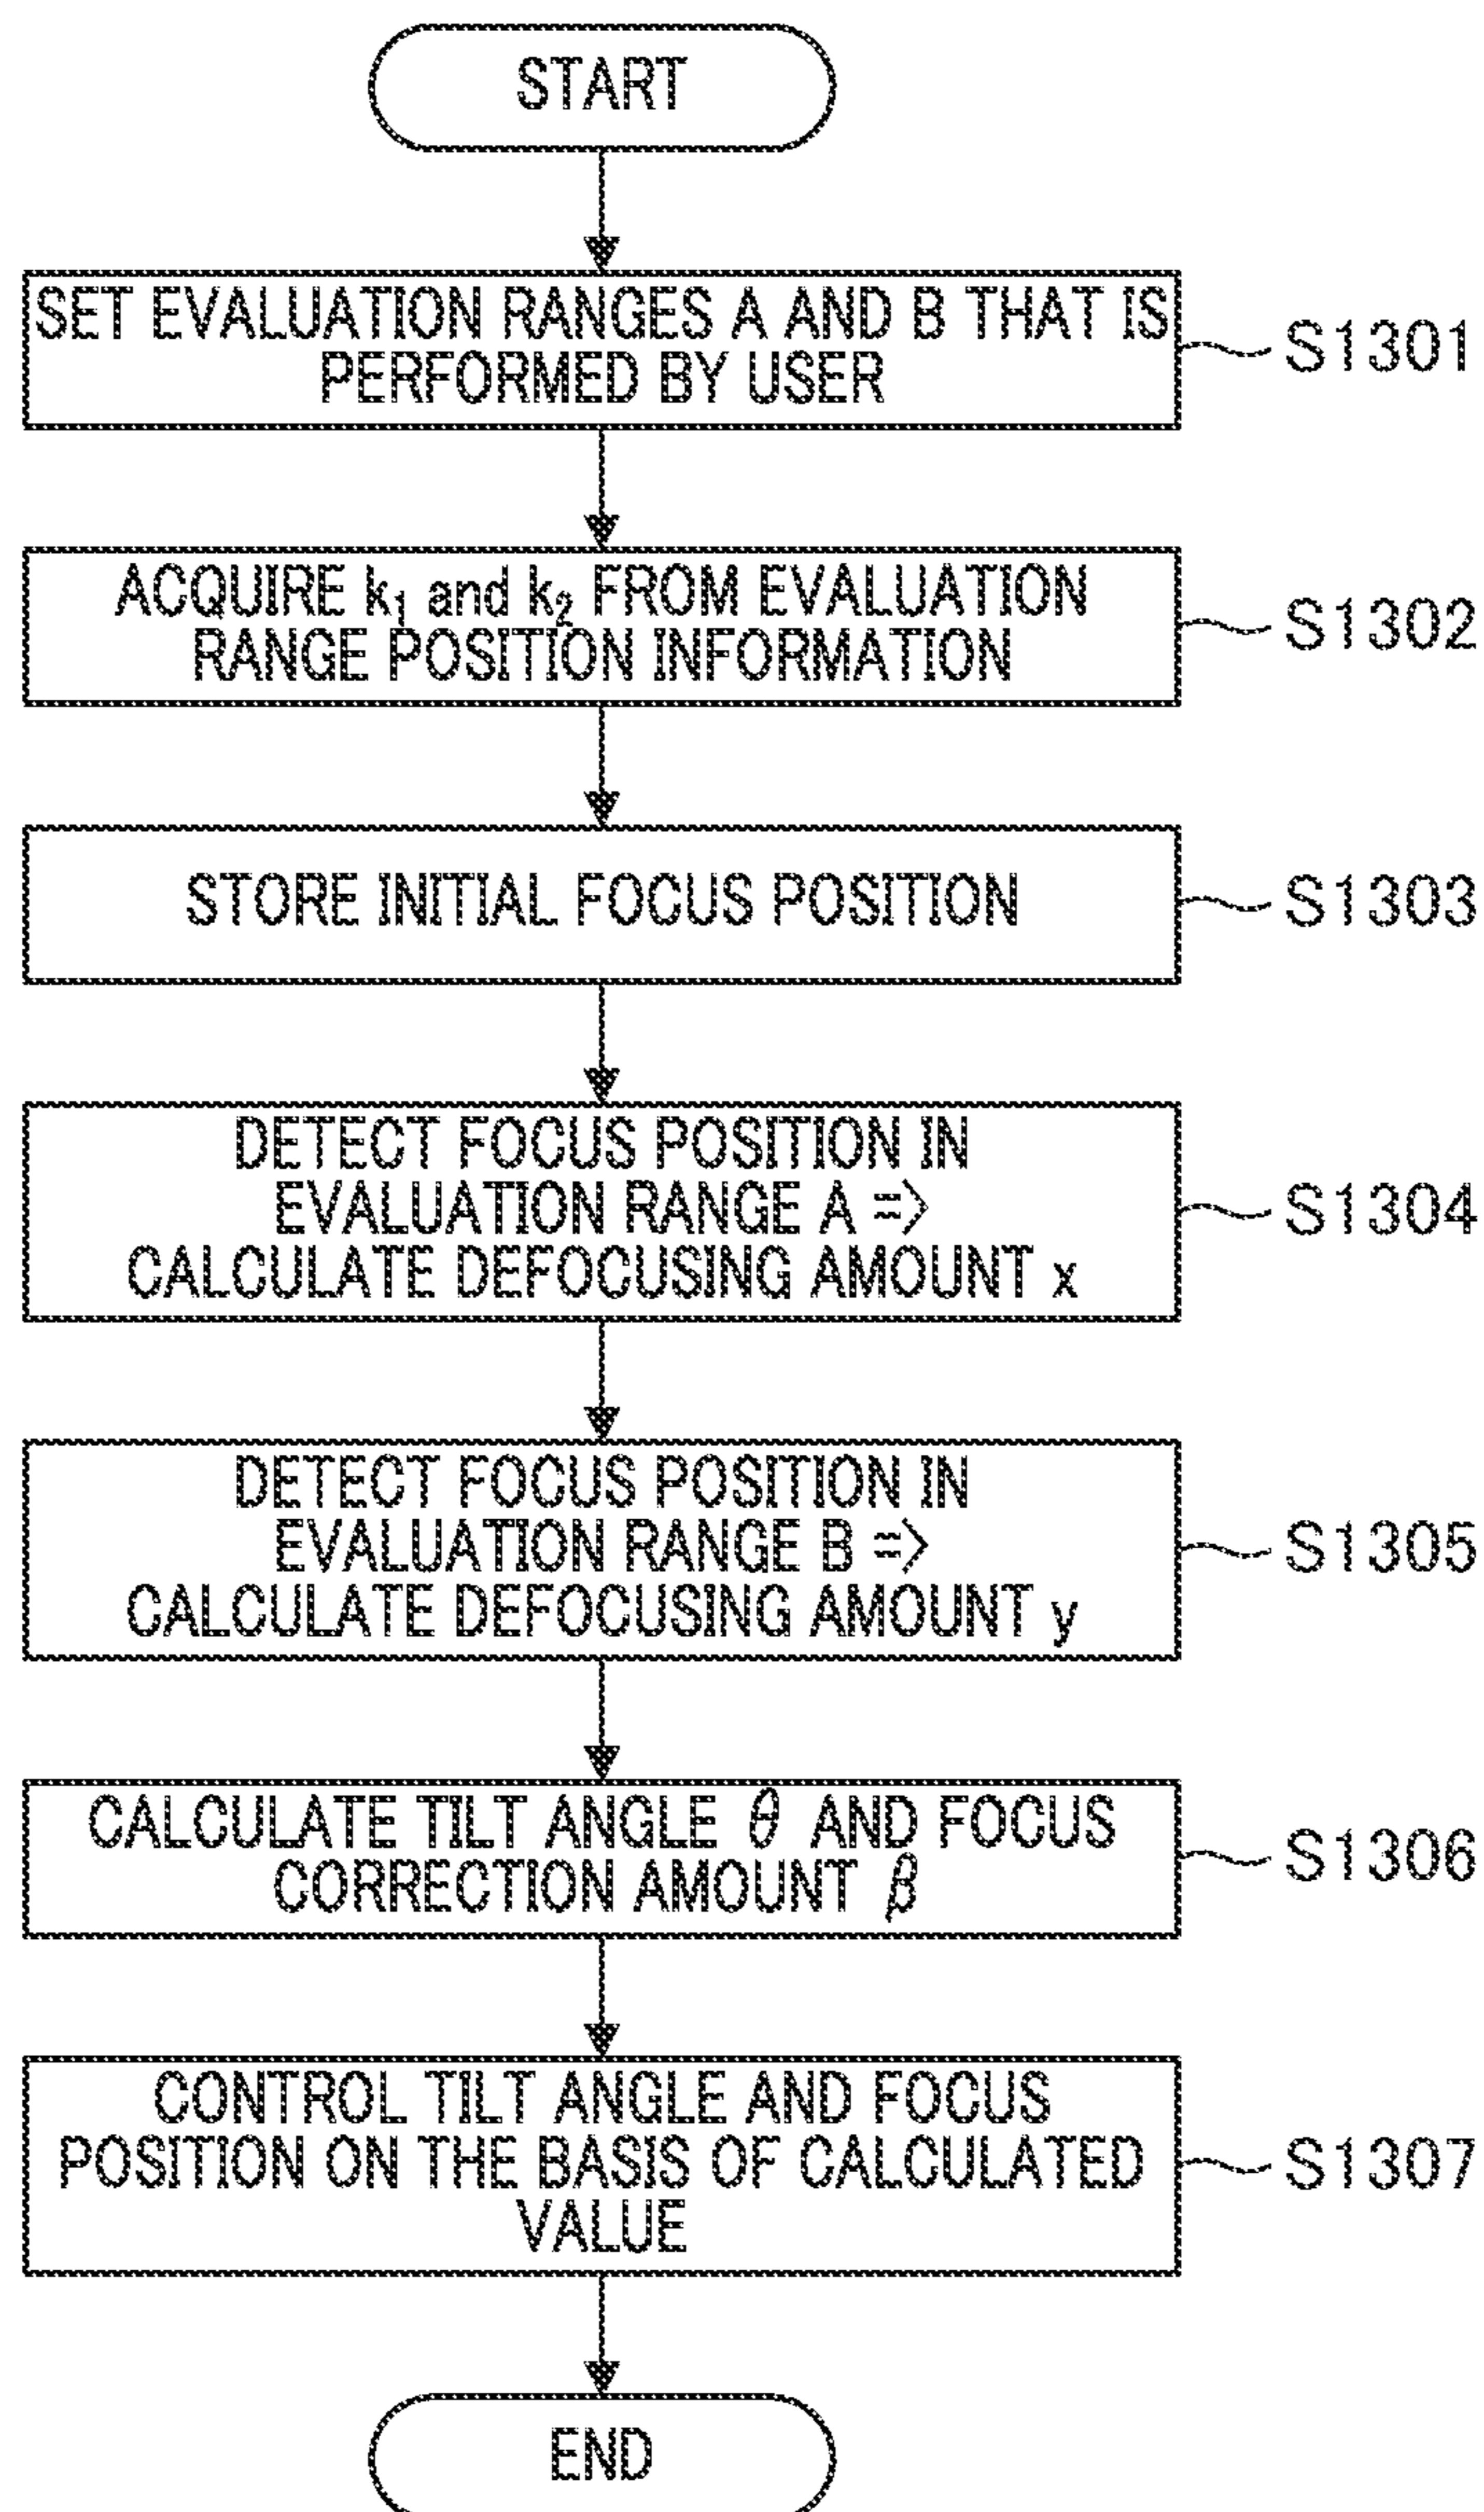 START
SET EVALUATION RANGES A AND B THAT IS
PERFORMED BY USER
S1301
ACQUIRE k₁ and k₂ FROM EVALUATION
RANGE POSITION INFORMATION
S1302
STORE INITIAL FOCUS POSITION
S1303
DETECT FOCUS POSITION IN
EVALUATION RANGE A =>
CALCULATE DEFOCUSING AMOUNT x
S1304
DETECT FOCUS POSITION IN
EVALUATION RANGE B =>
CALCULATE DEFOCUSING AMOUNT y
S1305
CALCULATE TILT ANGLE θ AND FOCUS
CORRECTION AMOUNT β
S1306
CONTROL TILT ANGLE AND FOCUS
POSITION ON THE BASIS OF CALCULATED
VALUE
S1307
END